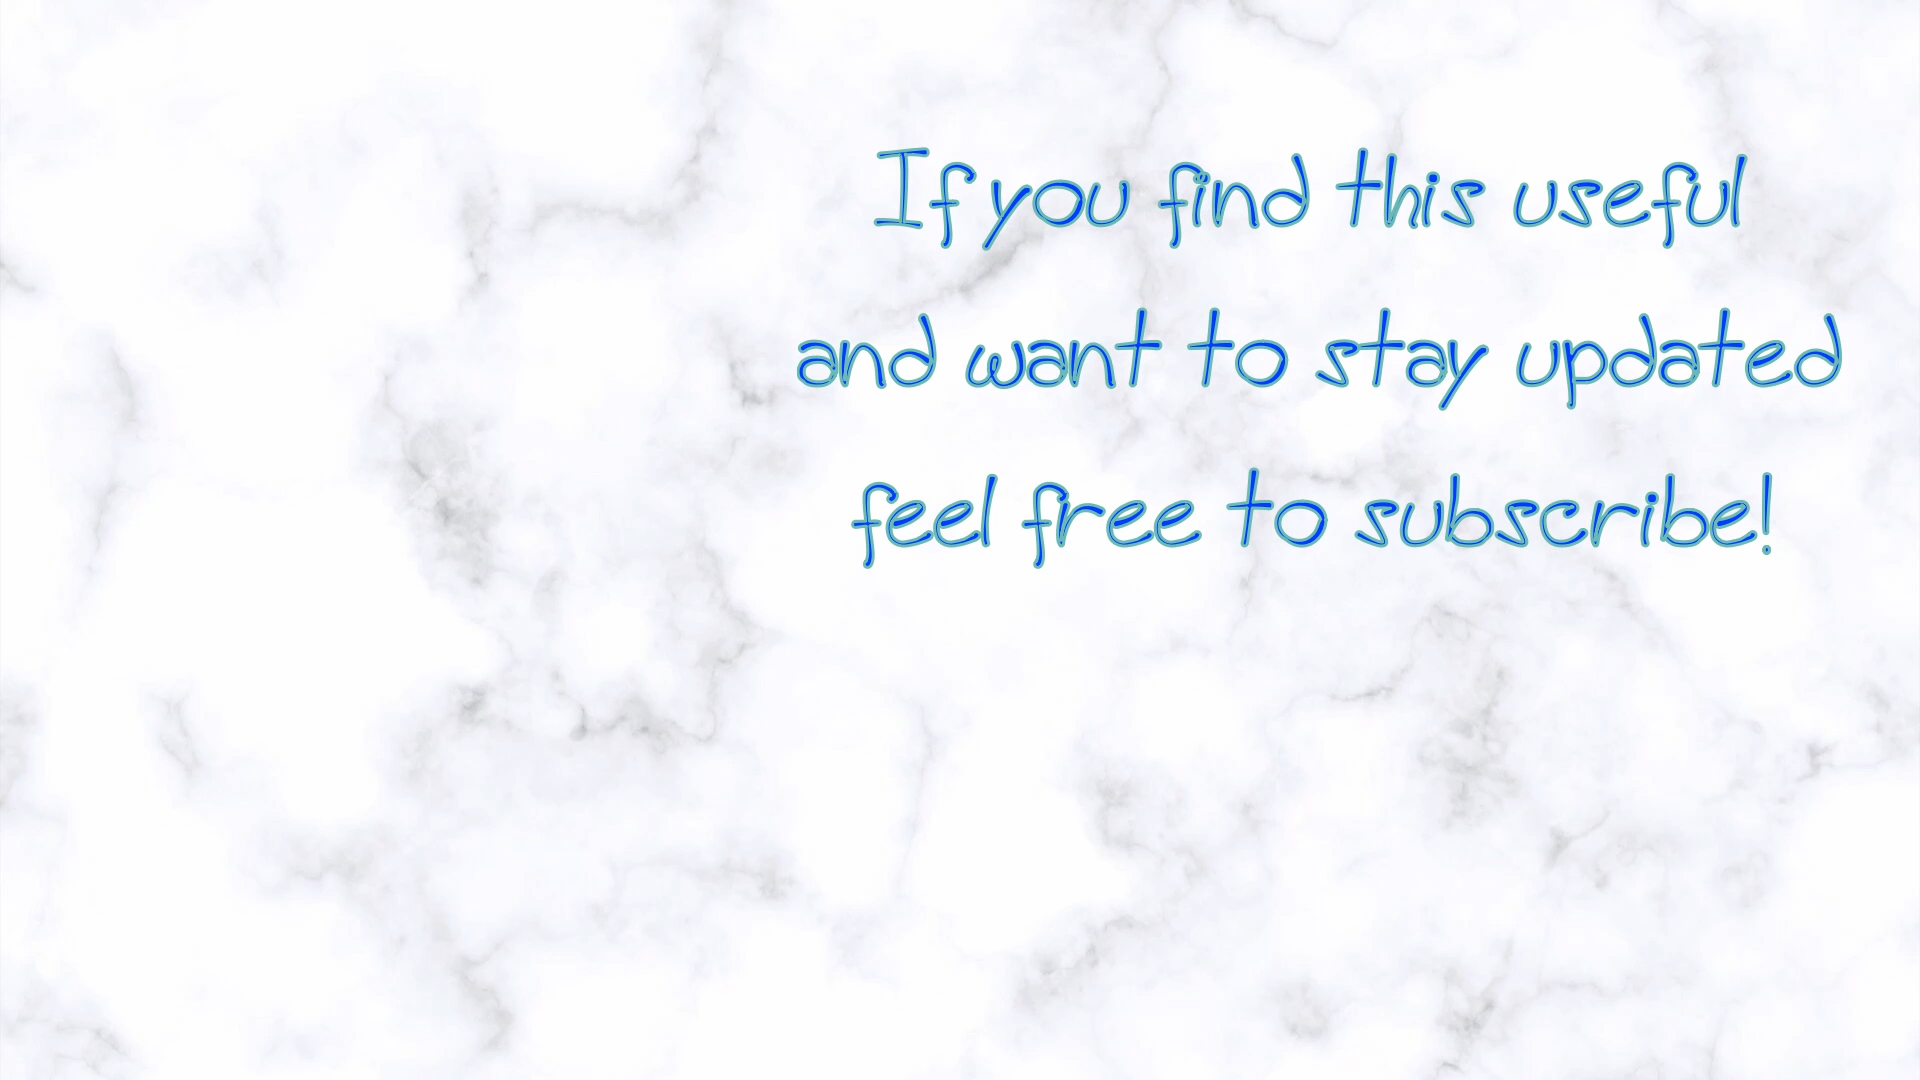 If you find this useful
and want to stay updated
feel free to subscribe!